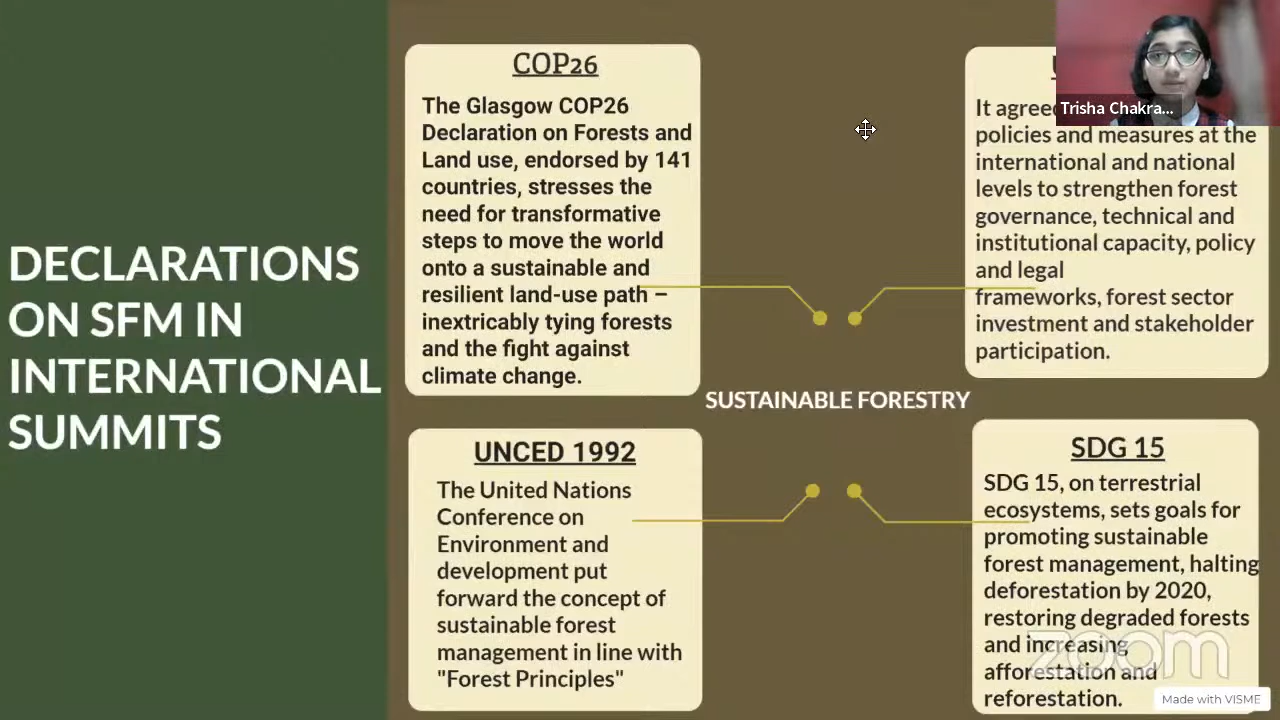 DECLARATIONS
ON SFM IN
INTERNATIONAL
SUMMITS
COP26
The Glasgow COP26
Declaration on Forests and
Land use, endorsed by 141
countries, stresses the
need for transformative
steps to move the world
onto a sustainable and
resilient land-use path –
inextricably tying forests
and the fight against
climate change.
It agreed
policies and measures at the
international and national
levels to strengthen forest
governance, technical and
institutional capacity, policy
and legal
frameworks, forest sector
investment and stakeholder
participation.
Trisha Chakra...
SUSTAINABLE FORESTRY
UNCED 1992
The United Nations
Conference on
Environment and
development put
forward the concept of
sustainable forest
management in line with
"Forest Principles"
SDG 15
SDG 15, on terrestrial
ecosystems, sets goals for
promoting sustainable
forest management, halting
deforestation by 2020,
restoring degraded forests
and increasing
afforestation and
reforestation.
zoom
Made with VISME